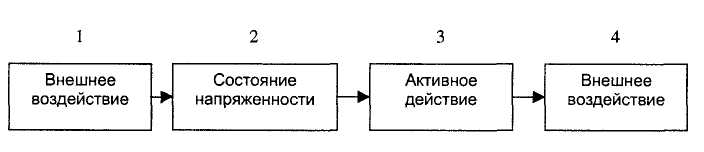 1 2 3 4
Внешнее Состояние Активное Внешнее
воздействие напряженности действие воздействие